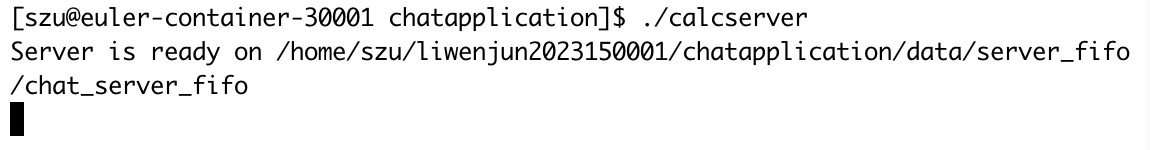 [szu@euler-container-30001 chatapplication]$ ./calcserver
Server is ready on /home/szu/liwenjun2023150001/chatapplication/data/server_fifo
/chat_server_fifo